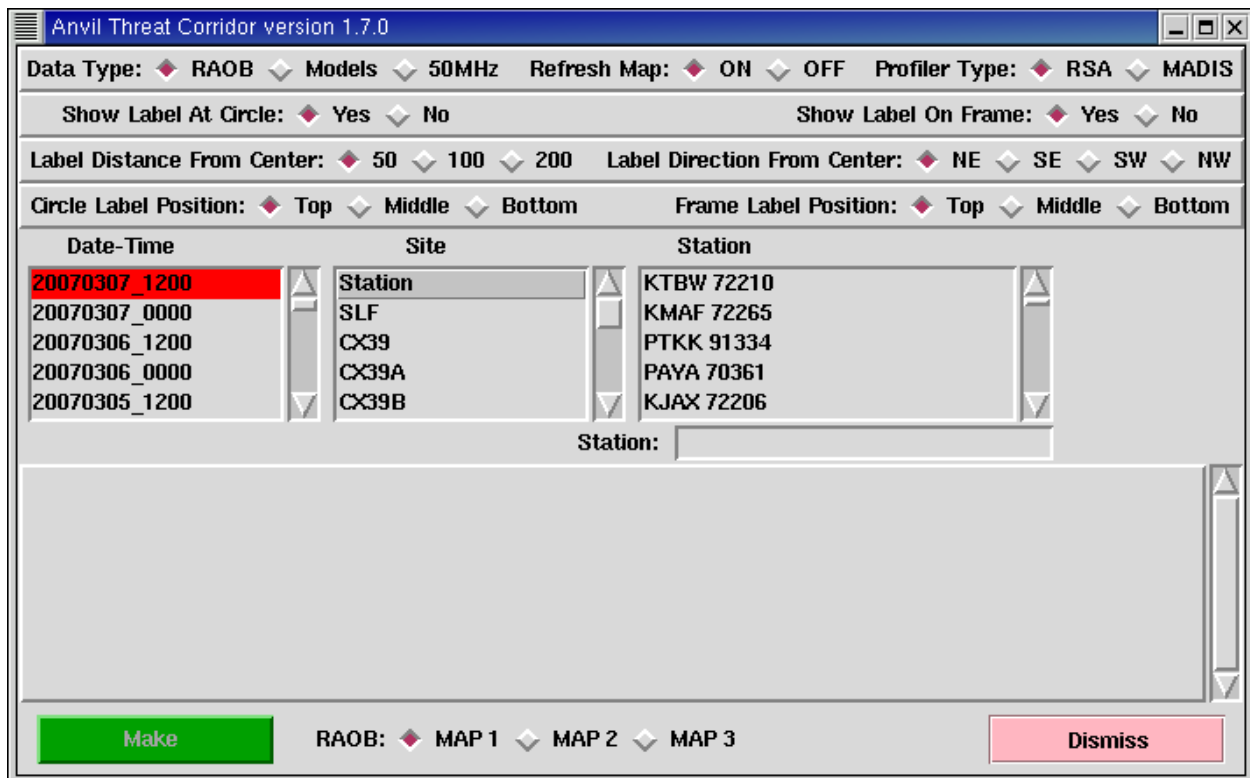 Anvil Threat Corridor version 1.7.0
Data Type: RAOB Models 50MHz Refresh Map: ON OFF Profiler Type: RSA MADIS
Show Label At Circle: Yes No Show Label On Frame: Yes No
Label Distance From Center: 50 100 200 Label Direction From Center: NE SE SW NW
Circle Label Position: Top Middle Bottom Frame Label Position: Top Middle Bottom
Date-Time Site Station
20070307_1200 Station KTBW 72210
20070307_0000 SLF KMAF 72265
20070306_1200 CX39 PTKK 91334
20070306_0000 CX39A PAYA 70361
20070305_1200 CX39B KJAX 72206
Station:
Make RAOB: MAP 1 MAP 2 MAP 3 Dismiss